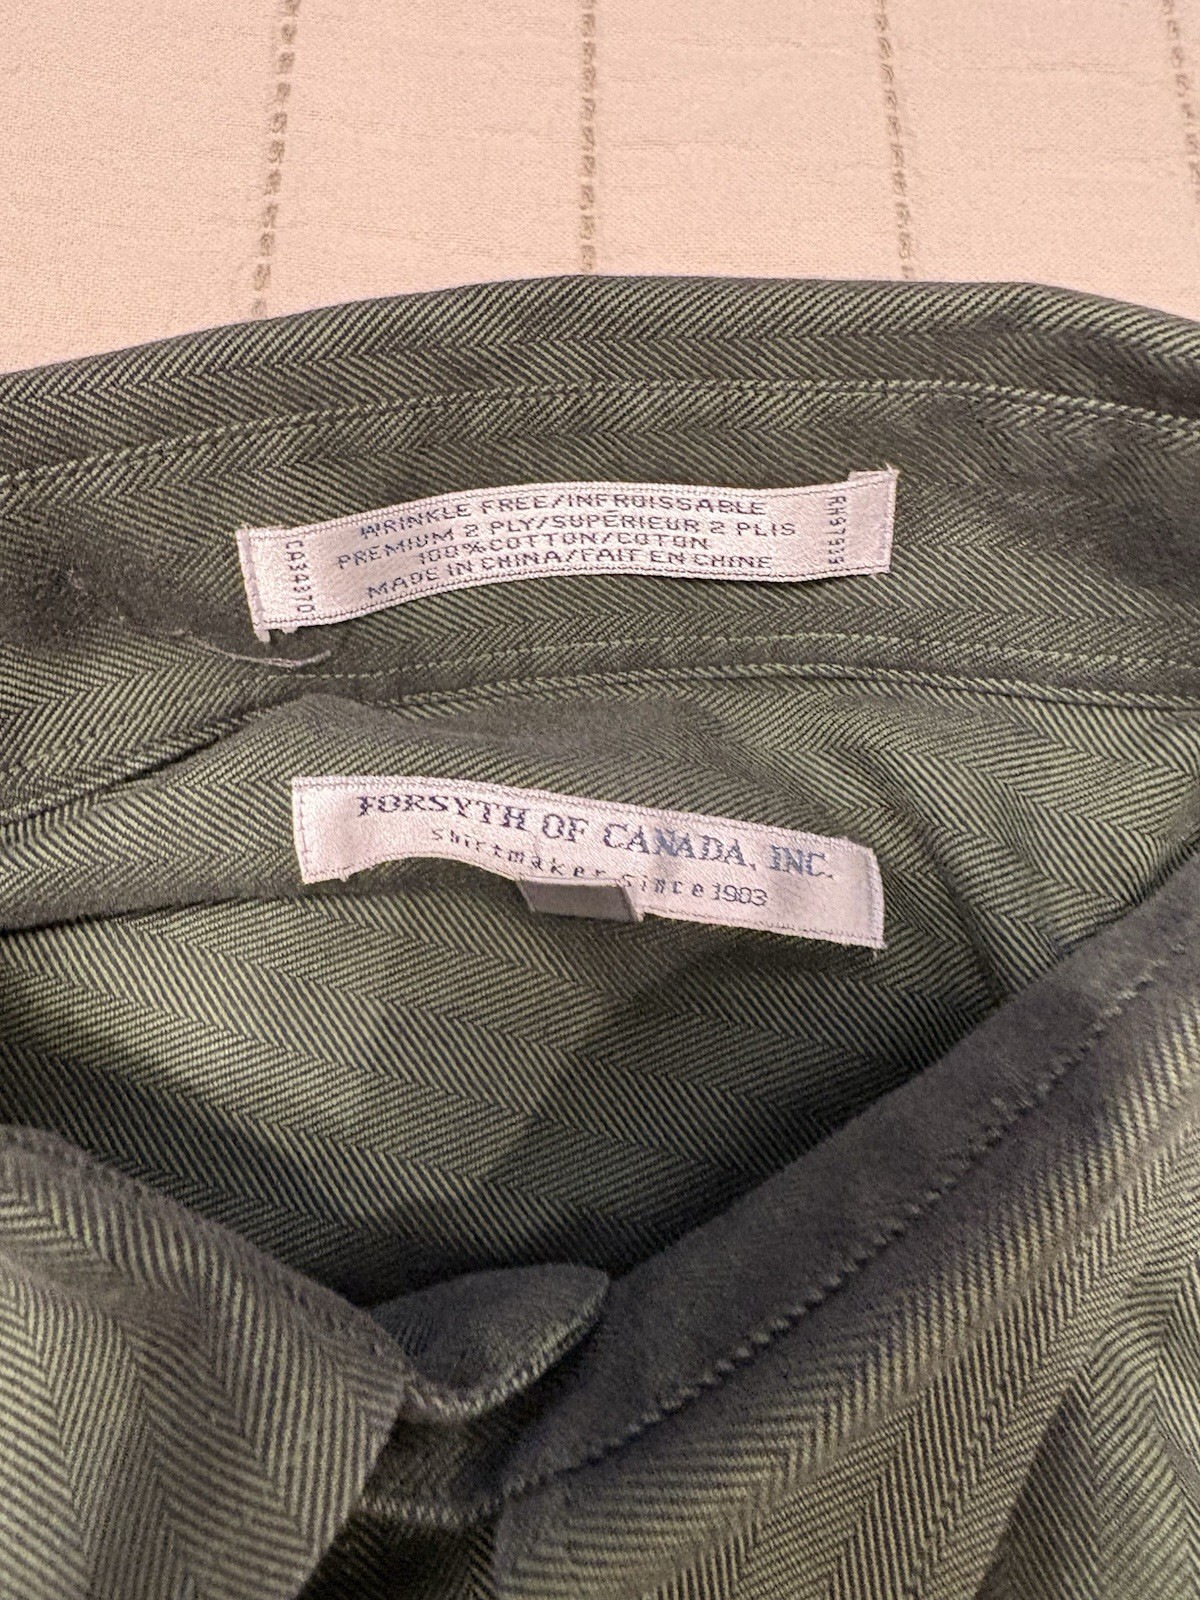 WRINKLE FREE/INFROISSABLE
PREMIUM 2 PLY/SUPÉRIEUR 2 PLIS
100% COTTON/COTON
MADE IN CHINA/FAIT EN CHINE
CA34370
RN97939
FORSYTH OF CANADA, INC.
shirtmaker since 1903